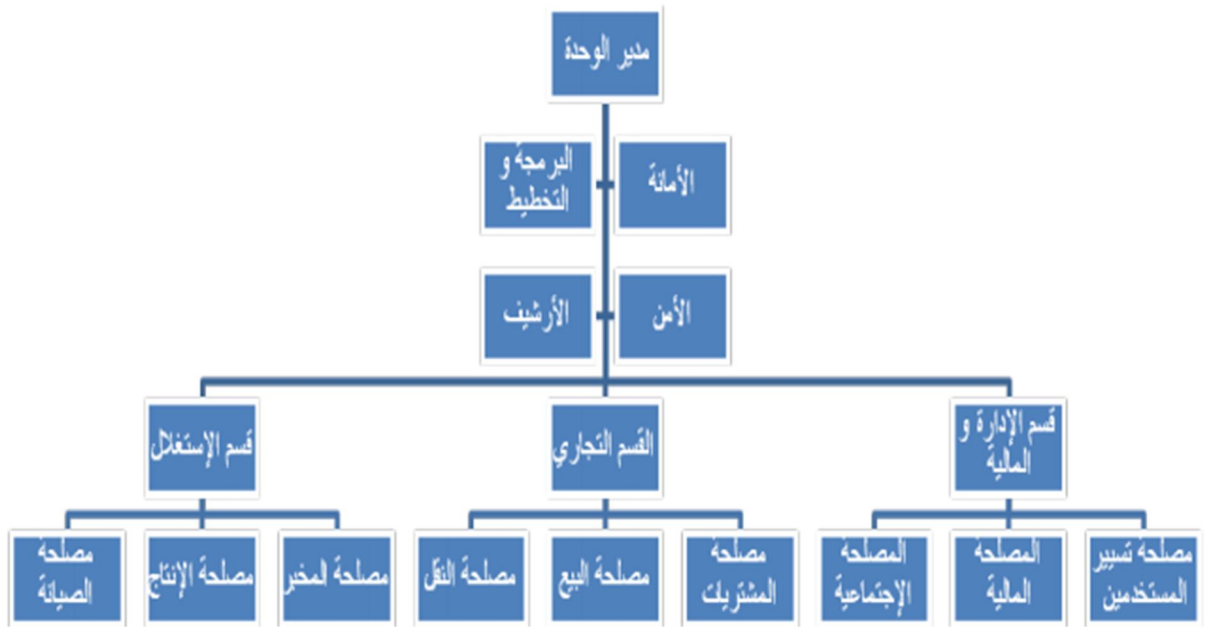 مدير الوحدة
الأمانة
البرمجة و
التخطيط
الأمن
الأرشيف
قسم الإدارة و
المالية
القسم التجاري
قسم الإستغلال
مصلحة تسيير
المستخدمين
المصلحة
المالية
المصلحة
الإجتماعية
مصلحة
المشتريات
مصلحة البيع
مصلحة النقل
مصلحة المخبر
مصلحة الإنتاج
مصلحة
الصيانة